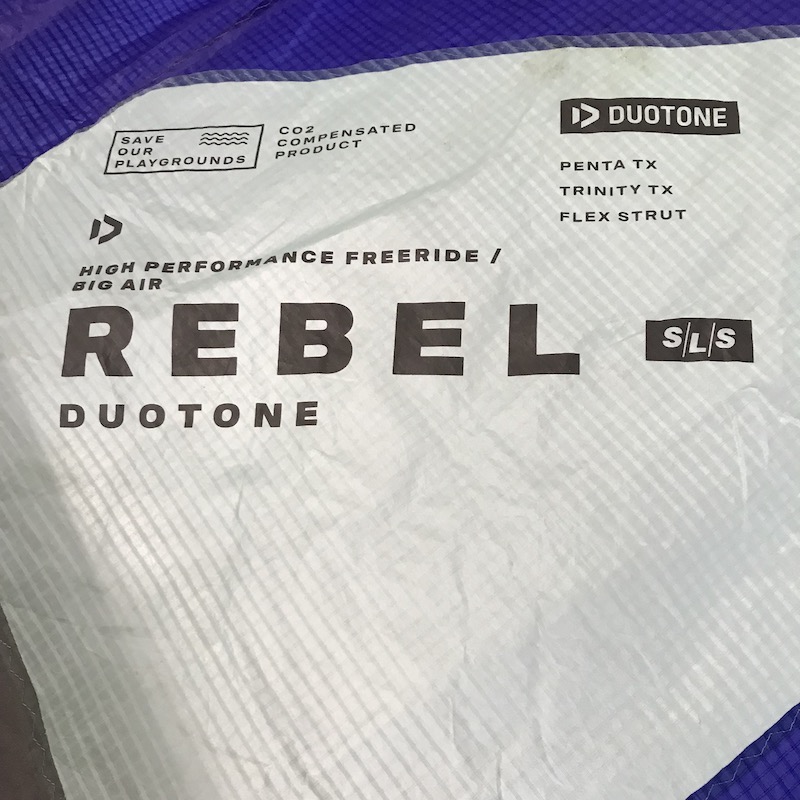 SAVE
OUR
PLAYGROUNDS
CO2
COMPENSATED
PRODUCT
DUOTONE
PENTA TX
TRINITY TX
FLEX STRUT
HIGH PERFORMANCE FREERIDE /
BIG AIR
REBEL
S/L/S
DUOTONE